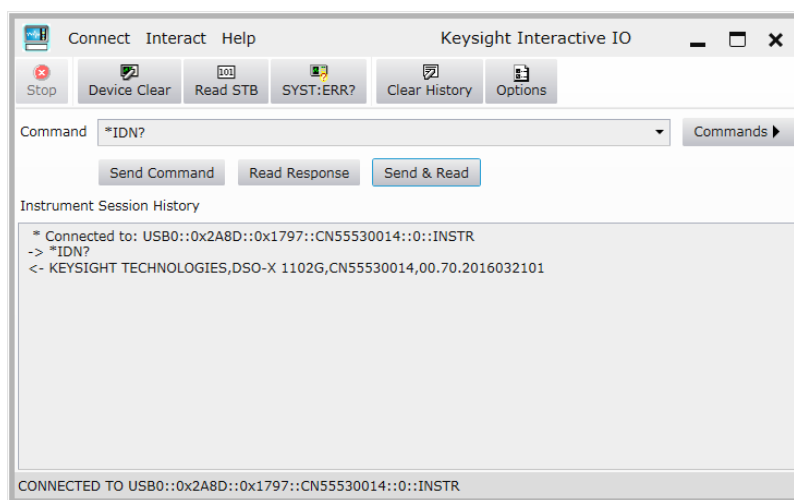 Connect Interact Help Keysight Interactive IO
Stop Device Clear Read STB SYST:ERR? Clear History Options
Command *IDN? Commands
Send Command Read Response Send & Read
Instrument Session History
* Connected to: USB0::0x2A8D::0x1797::CN55530014::0::INSTR
-> *IDN?
<- KEYSIGHT TECHNOLOGIES,DSO-X 1102G,CN55530014,00.70.2016032101
CONNECTED TO USB0::0x2A8D::0x1797::CN55530014::0::INSTR